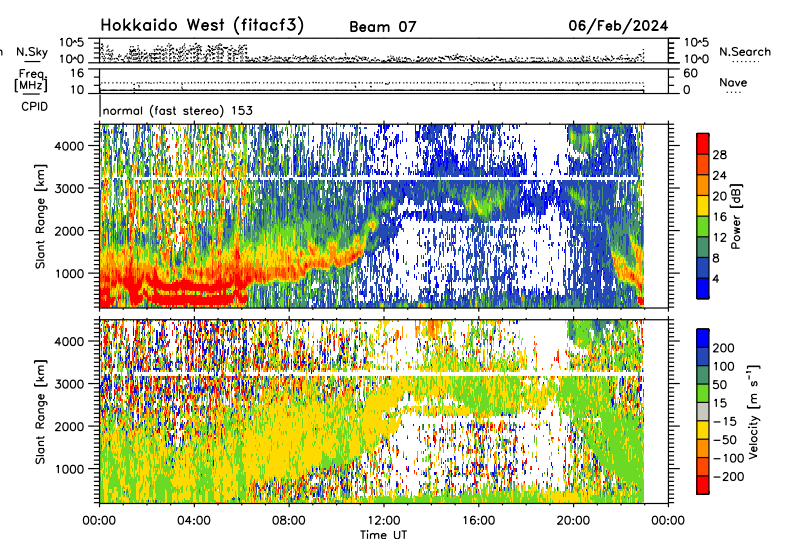 Hokkaido West (fitacf3) Beam 07 06/Feb/2024
N.Sky 10^5 10^5 N.Search
10^0 10^0
Freq. 16 60 Nave
[MHz] 10 0
CPID normal (fast stereo) 153
Slant Range [km]
4000
3000
2000
1000
28
24
20
16
12
8
4
Power [dB]
Slant Range [km]
4000
3000
2000
1000
200
100
50
15
−15
−50
−100
−200
Velocity [m s⁻¹]
00:00 04:00 08:00 12:00 16:00 20:00 00:00
Time UT